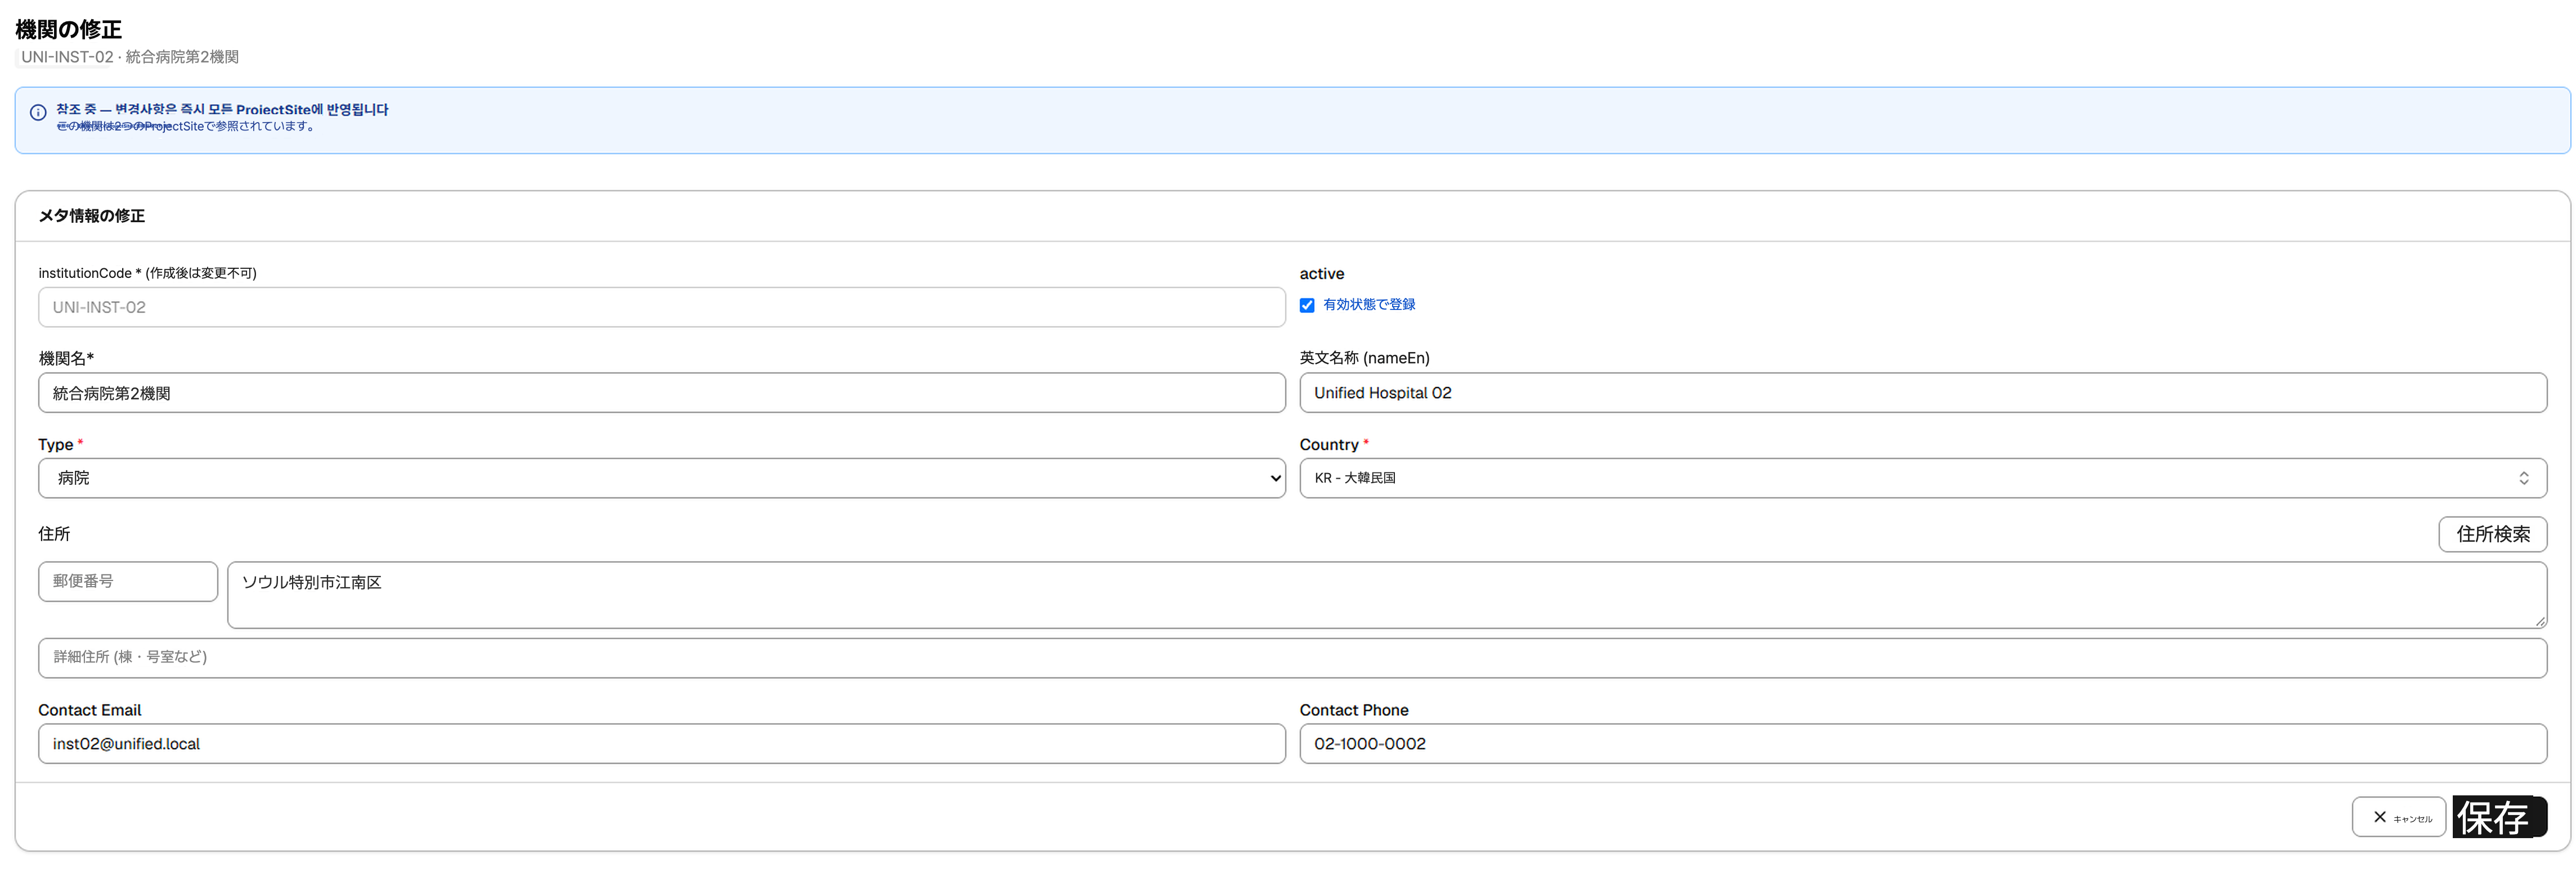 機関の修正
UNI-INST-02 · 統合病院第2機関
참조 중 — 변경사항은 즉시 모든 ProjectSite에 반영됩니다
この機関は2つのProjectSiteで参照されています。
メタ情報の修正
institutionCode * (作成後は変更不可)
active
UNI-INST-02
有効状態で登録
機関名*
英文名称 (nameEn)
統合病院第2機関
Unified Hospital 02
Type *
Country *
病院
KR - 大韓民国
住所
住所検索
郵便番号
ソウル特別市江南区
詳細住所 (棟・号室など)
Contact Email
Contact Phone
inst02@unified.local
02-1000-0002
キャンセル
保存